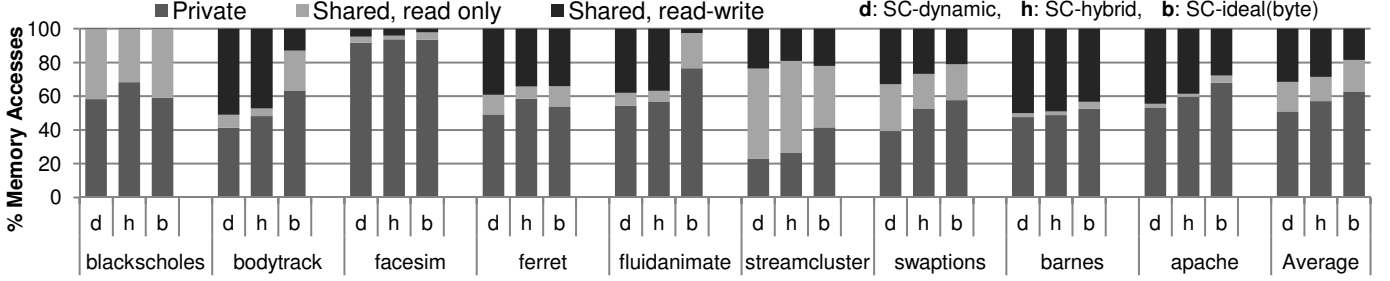 Private Shared, read only Shared, read-write d: SC-dynamic, h: SC-hybrid, b: SC-ideal(byte)
% Memory Accesses
100
80
60
40
20
0
d h b d h b d h b d h b d h b d h b d h b d h b d h b d h b
blackscholes bodytrack facesim ferret fluidanimate streamcluster swaptions barnes apache Average